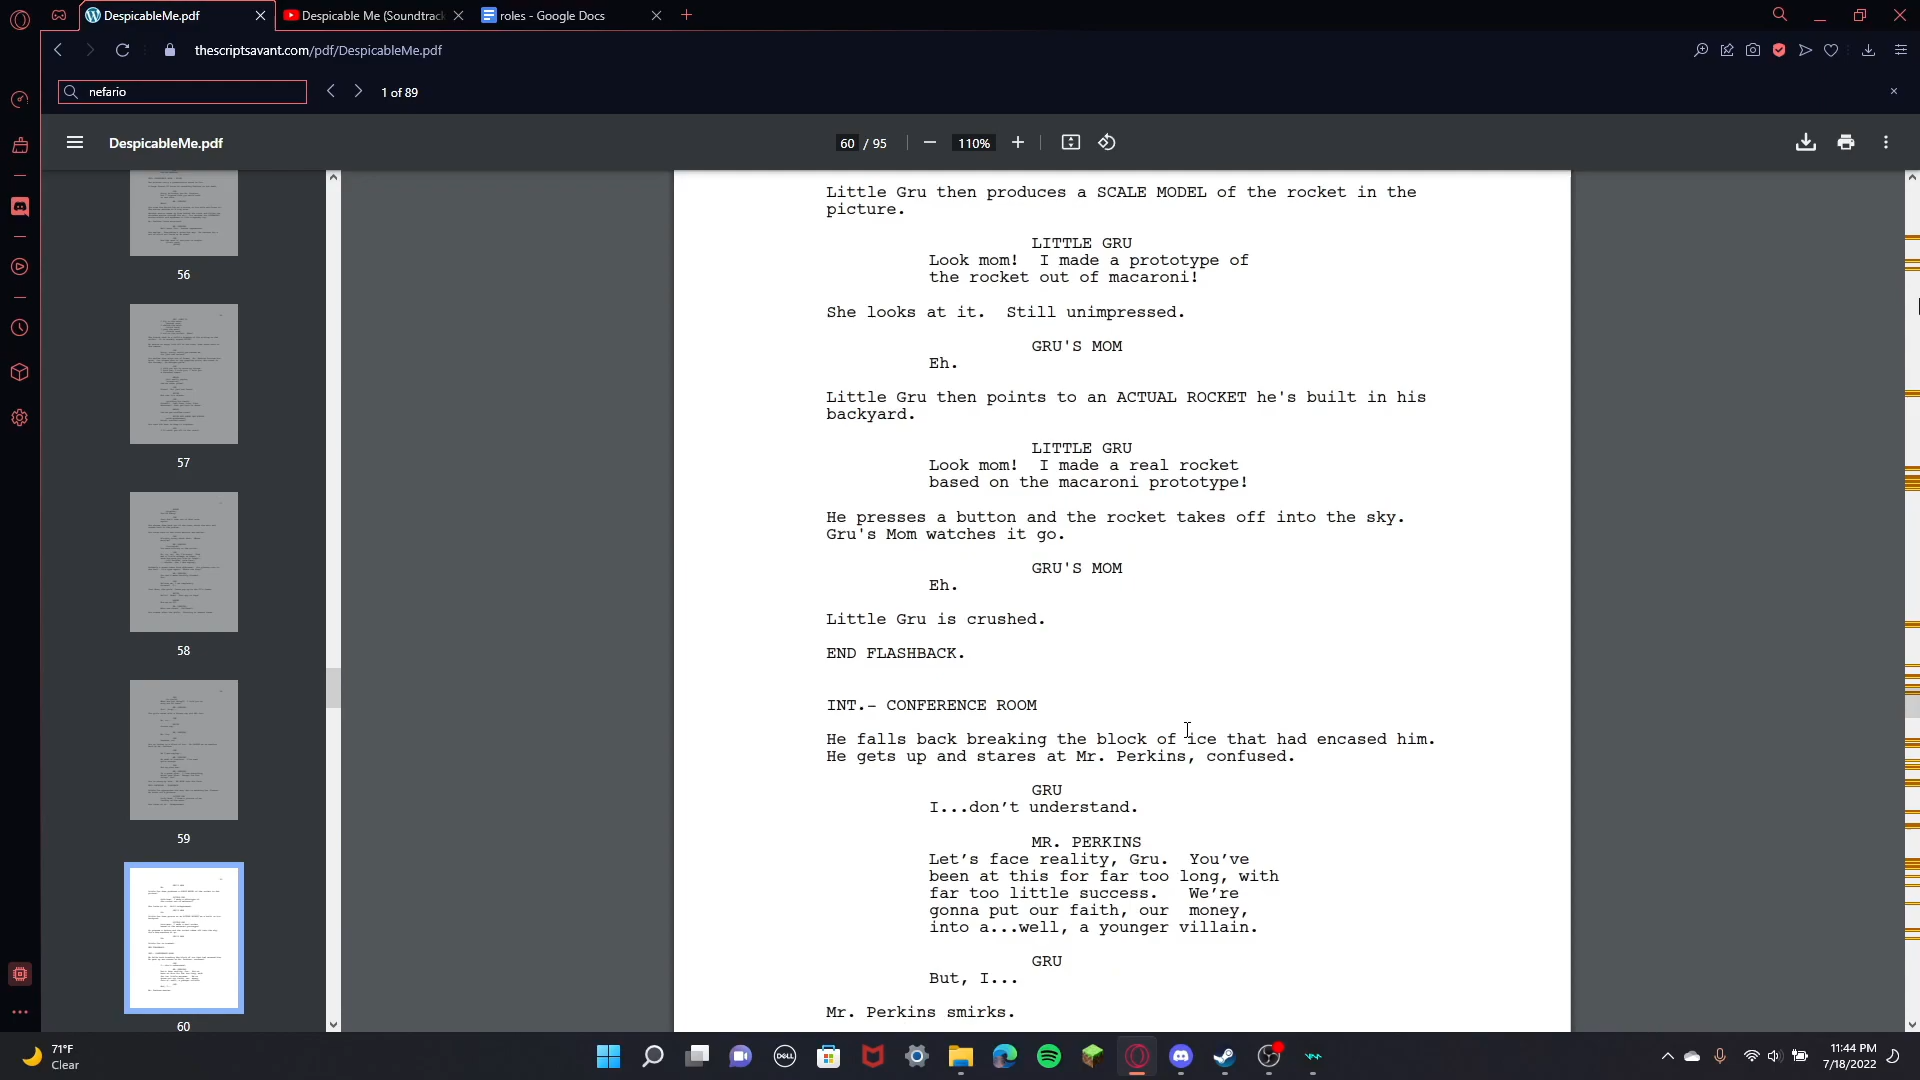 DespicableMe.pdf
Despicable Me (Soundtrac
roles - Google Docs
thescriptsavant.com/pdf/DespicableMe.pdf
nefario
1 of 89
DespicableMe.pdf
60 / 95
110%
56
57
58
59
60
Little Gru then produces a SCALE MODEL of the rocket in the
picture.
LITTLE GRU
Look mom!  I made a prototype of
the rocket out of macaroni!
She looks at it.  Still unimpressed.
GRU'S MOM
Eh.
Little Gru then points to an ACTUAL ROCKET he's built in his
backyard.
LITTLE GRU
Look mom!  I made a real rocket
based on the macaroni prototype!
He presses a button and the rocket takes off into the sky.
Gru's Mom watches it go.
GRU'S MOM
Eh.
Little Gru is crushed.
END FLASHBACK.
INT.- CONFERENCE ROOM
He falls back breaking the block of ice that had encased him.
He gets up and stares at Mr. Perkins, confused.
GRU
I...don’t understand.
MR. PERKINS
Let’s face reality, Gru.  You’ve
been at this for far too long, with
far too little success.  We’re
gonna put our faith, our  money,
into a...well, a younger villain.
GRU
But, I...
Mr. Perkins smirks.
71°F
Clear
DELL
11:44 PM
7/18/2022